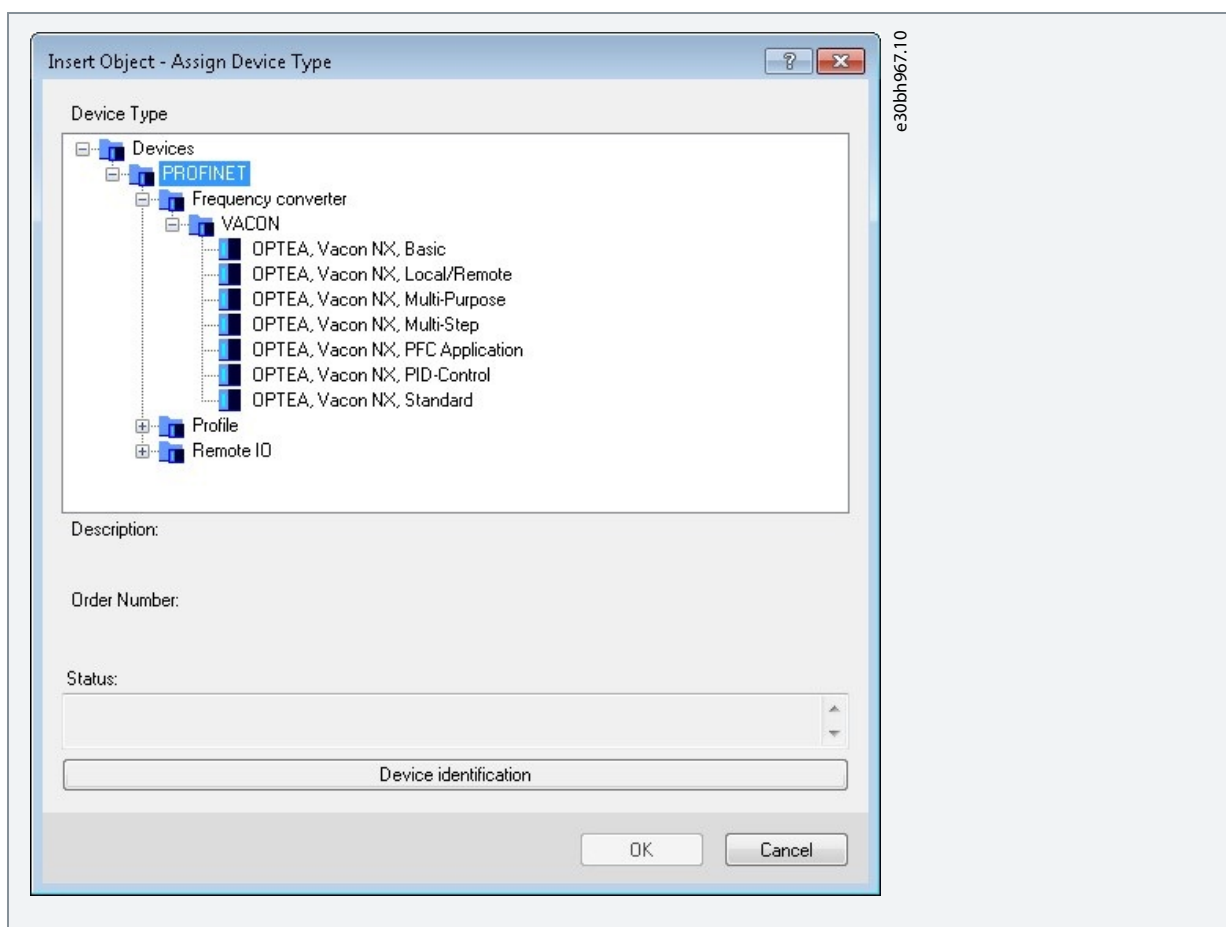 Insert Object - Assign Device Type
e30bh967.10
Device Type
Devices
PROFINET
Frequency converter
VACON
OPTEA, Vacon NX, Basic
OPTEA, Vacon NX, Local/Remote
OPTEA, Vacon NX, Multi-Purpose
OPTEA, Vacon NX, Multi-Step
OPTEA, Vacon NX, PFC Application
OPTEA, Vacon NX, PID-Control
OPTEA, Vacon NX, Standard
Profile
Remote IO
Description:
Order Number:
Status:
Device identification
OK Cancel